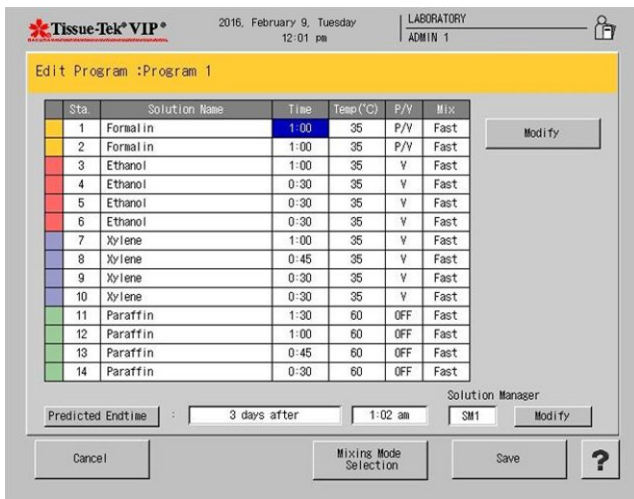 Tissue-Tek® VIP®
2016, February 9, Tuesday
12:01 pm
LABORATORY
ADMIN 1
Edit Program :Program 1
Sta. Solution Name Time Temp(°C) P/V Mix
1 Formalin 1:00 35 P/V Fast
2 Formalin 1:00 35 P/V Fast
3 Ethanol 1:00 35 V Fast
4 Ethanol 0:30 35 V Fast
5 Ethanol 0:30 35 V Fast
6 Ethanol 0:30 35 V Fast
7 Xylene 1:00 35 V Fast
8 Xylene 0:45 35 V Fast
9 Xylene 0:30 35 V Fast
10 Xylene 0:30 35 V Fast
11 Paraffin 1:30 60 OFF Fast
12 Paraffin 1:00 60 OFF Fast
13 Paraffin 0:45 60 OFF Fast
14 Paraffin 0:30 60 OFF Fast
Modify
Solution Manager
Predicted Endtime : 3 days after 1:02 am SM1 Modify
Cancel
Mixing Mode
Selection
Save
?